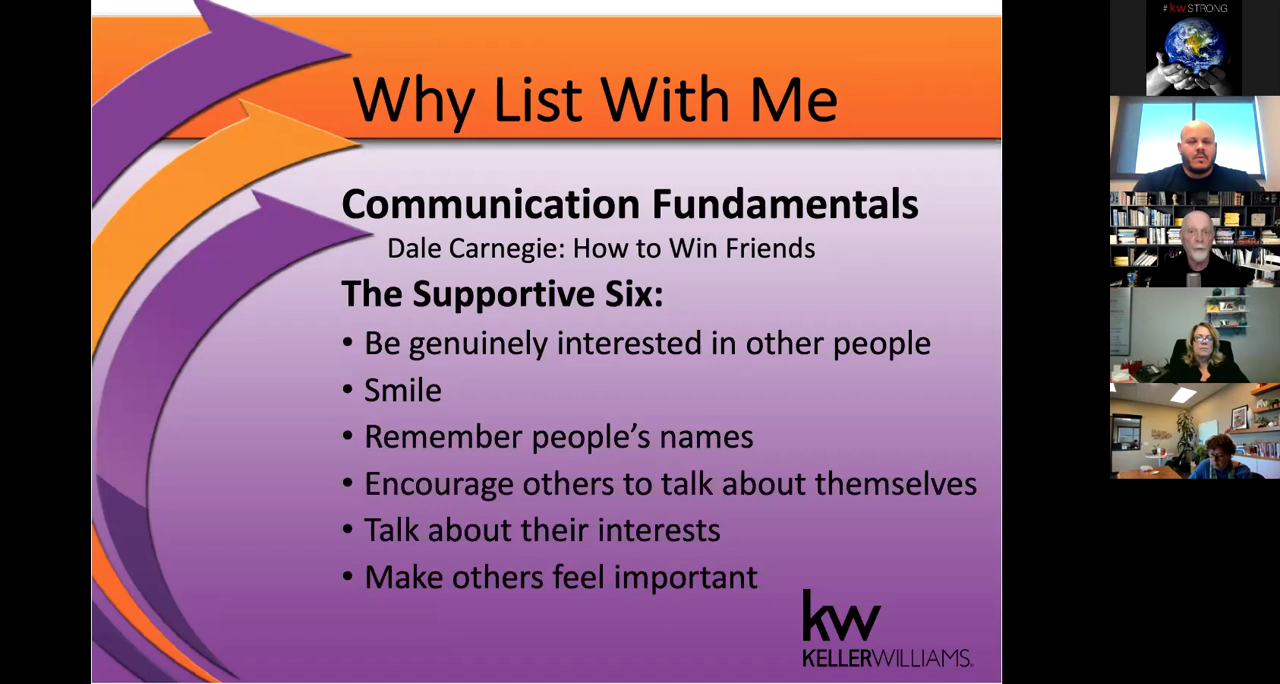 Why List With Me
Communication Fundamentals
Dale Carnegie: How to Win Friends
The Supportive Six:
• Be genuinely interested in other people
• Smile
• Remember people’s names
• Encourage others to talk about themselves
• Talk about their interests
• Make others feel important
kw
KELLERWILLIAMS.
#kwSTRONG